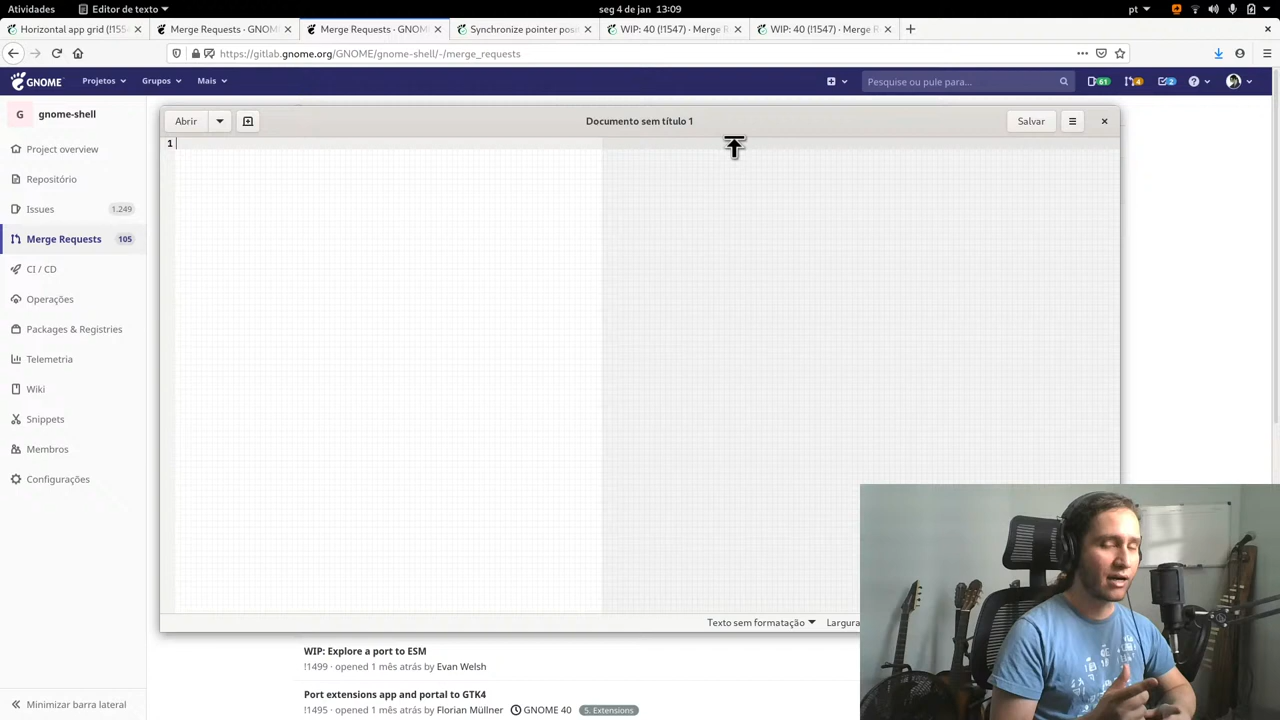 Atividades Editor de texto seg 4 de jan 13:09 pt
Horizontal app grid (!155 Merge Requests · GNOM Merge Requests · GNOM Synchronize pointer posi WIP: 40 (!1547) · Merge R WIP: 40 (!1547) · Merge R
https://gitlab.gnome.org/GNOME/gnome-shell/-/merge_requests
GNOME Projetos Grupos Mais Pesquise ou pule para... 61 4 2
G gnome-shell
Abrir Documento sem título 1 Salvar
1
Project overview
Repositório
Issues 1.249
Merge Requests 105
CI / CD
Operações
Packages & Registries
Telemetria
Wiki
Snippets
Membros
Configurações
Texto sem formatação Largura
WIP: Explore a port to ESM
!1499 · opened 1 mês atrás by Evan Welsh
Port extensions app and portal to GTK4
!1495 · opened 1 mês atrás by Florian Müllner GNOME 40 5. Extensions
Minimizar barra lateral